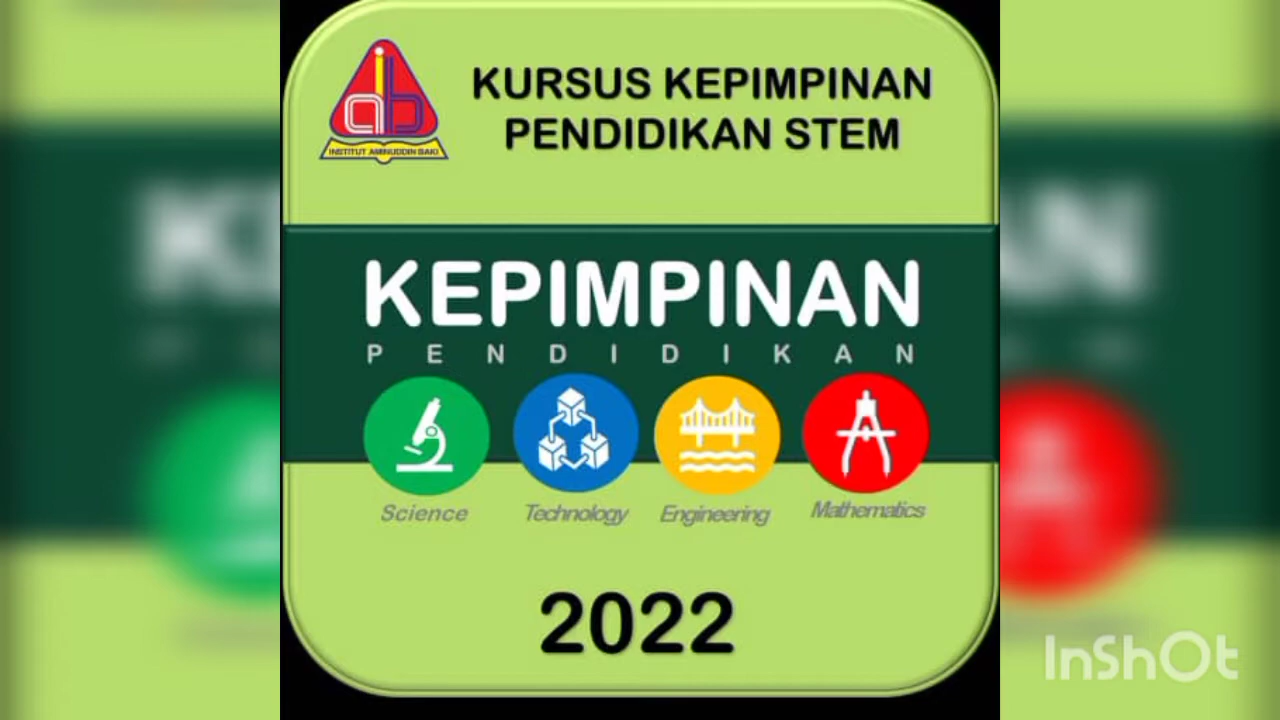 KURSUS KEPIMPINAN
PENDIDIKAN STEM
INSTITUT AMINUDDIN BAKI
KEPIMPINAN
PENDIDIKAN
Science Technology Engineering Mathematics
2022
InShOt